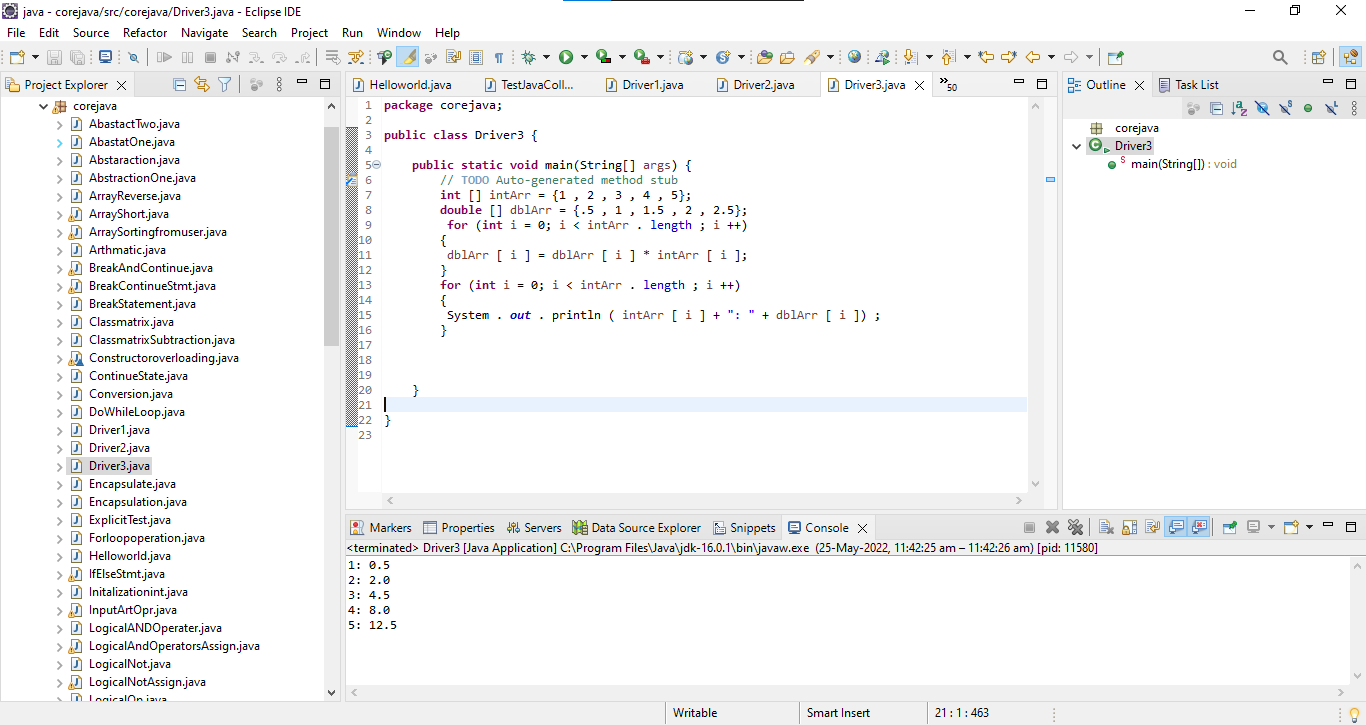 java - corejava/src/corejava/Driver3.java - Eclipse IDE
File Edit Source Refactor Navigate Search Project Run Window Help
Project Explorer
corejava
AbastactTwo.java
AbastatOne.java
Abstaraction.java
AbstractionOne.java
ArrayReverse.java
ArrayShort.java
ArraySortingfromuser.java
Arthmatic.java
BreakAndContinue.java
BreakContinueStmt.java
BreakStatement.java
Classmatrix.java
ClassmatrixSubtraction.java
Constructoroverloading.java
ContinueState.java
Conversion.java
DoWhileLoop.java
Driver1.java
Driver2.java
Driver3.java
Encapsulate.java
Encapsulation.java
ExplicitTest.java
Forloopoperation.java
Helloworld.java
IfElseStmt.java
Initalizationint.java
InputArtOpr.java
LogicalANDOperater.java
LogicalAndOperatorsAssign.java
LogicalNot.java
LogicalNotAssign.java
LogicalOp.java
Helloworld.java TestJavaColl... Driver1.java Driver2.java Driver3.java »50
1 package corejava;
2
3 public class Driver3 {
4
5 public static void main(String[] args) {
6 // TODO Auto-generated method stub
7 int [] intArr = {1 , 2 , 3 , 4 , 5};
8 double [] dblArr = {.5 , 1 , 1.5 , 2 , 2.5};
9 for (int i = 0; i < intArr . length ; i ++)
10 {
11 dblArr [ i ] = dblArr [ i ] * intArr [ i ];
12 }
13 for (int i = 0; i < intArr . length ; i ++)
14 {
15 System . out . println ( intArr [ i ] + ": " + dblArr [ i ]) ;
16 }
17
18
19
20 }
21
22 }
23
Outline Task List
corejava
Driver3
main(String[]) : void
Markers Properties Servers Data Source Explorer Snippets Console
<terminated> Driver3 [Java Application] C:\Program Files\Java\jdk-16.0.1\bin\javaw.exe (25-May-2022, 11:42:25 am – 11:42:26 am) [pid: 11580]
1: 0.5
2: 2.0
3: 4.5
4: 8.0
5: 12.5
Writable Smart Insert 21 : 1 : 463